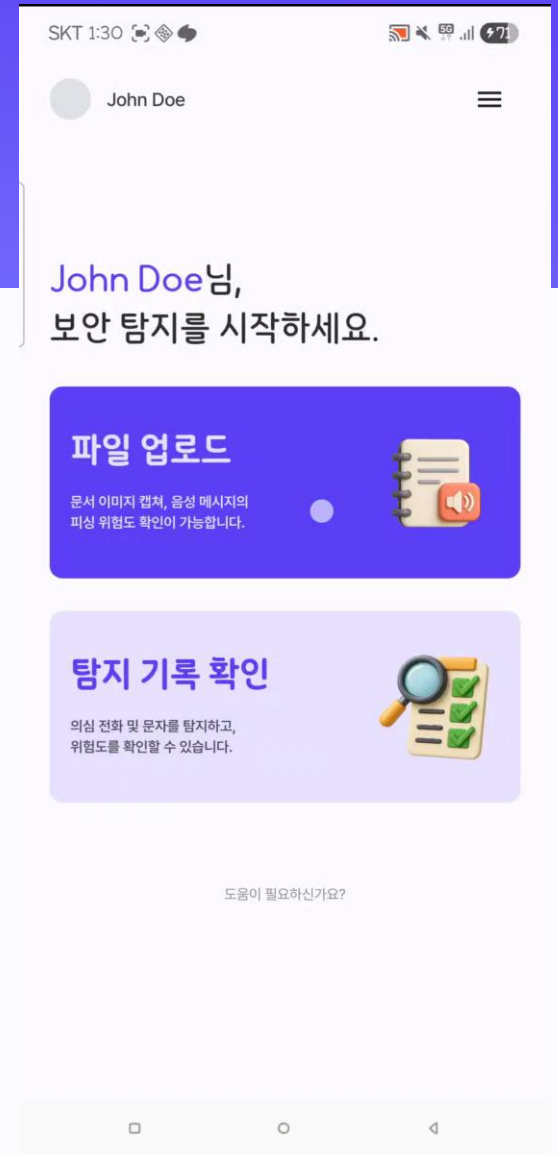 SKT 1:30
5G
71
John Doe
John Doe님,
보안 탐지를 시작하세요.
파일 업로드
문서 이미지 캡쳐, 음성 메시지의
피싱 위험도 확인이 가능합니다.
탐지 기록 확인
의심 전화 및 문자를 탐지하고,
위험도를 확인할 수 있습니다.
도움이 필요하신가요?